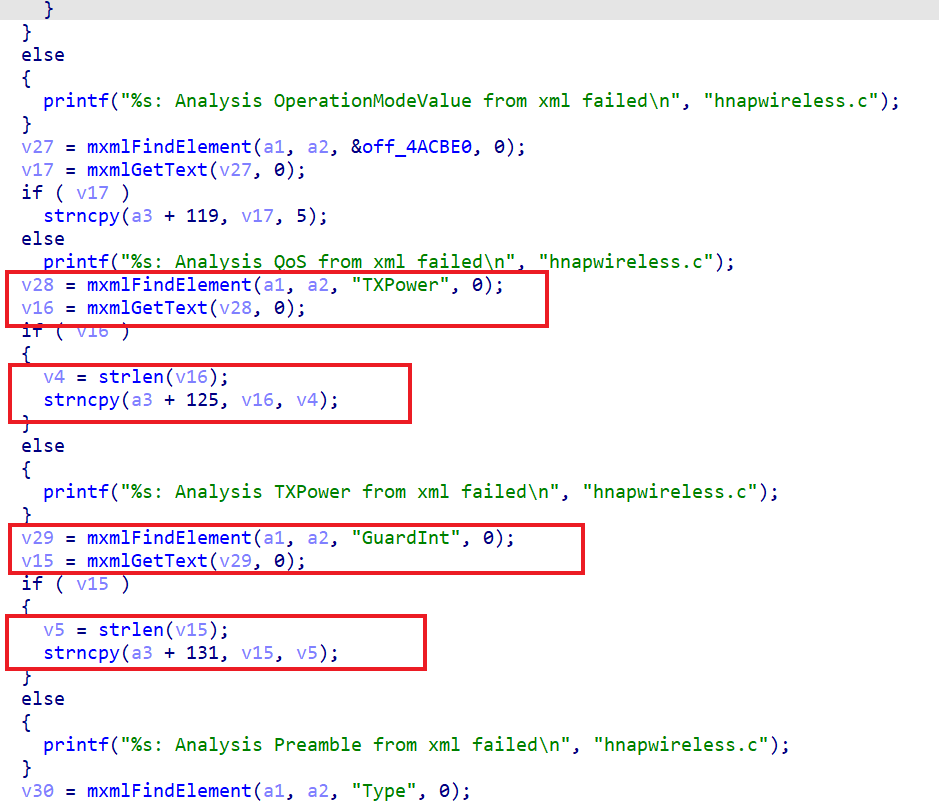 }
}
else
{
printf("%s: Analysis OperationModeValue from xml failed\n", "hnapwireless.c");
}
v27 = mxmlFindElement(a1, a2, &off_4ACBE0, 0);
v17 = mxmlGetText(v27, 0);
if ( v17 )
strncpy(a3 + 119, v17, 5);
else
printf("%s: Analysis QoS from xml failed\n", "hnapwireless.c");
v28 = mxmlFindElement(a1, a2, "TXPower", 0);
v16 = mxmlGetText(v28, 0);
if ( v16 )
{
v4 = strlen(v16);
strncpy(a3 + 125, v16, v4);
}
else
{
printf("%s: Analysis TXPower from xml failed\n", "hnapwireless.c");
}
v29 = mxmlFindElement(a1, a2, "GuardInt", 0);
v15 = mxmlGetText(v29, 0);
if ( v15 )
{
v5 = strlen(v15);
strncpy(a3 + 131, v15, v5);
}
else
{
printf("%s: Analysis Preamble from xml failed\n", "hnapwireless.c");
}
v30 = mxmlFindElement(a1, a2, "Type", 0);